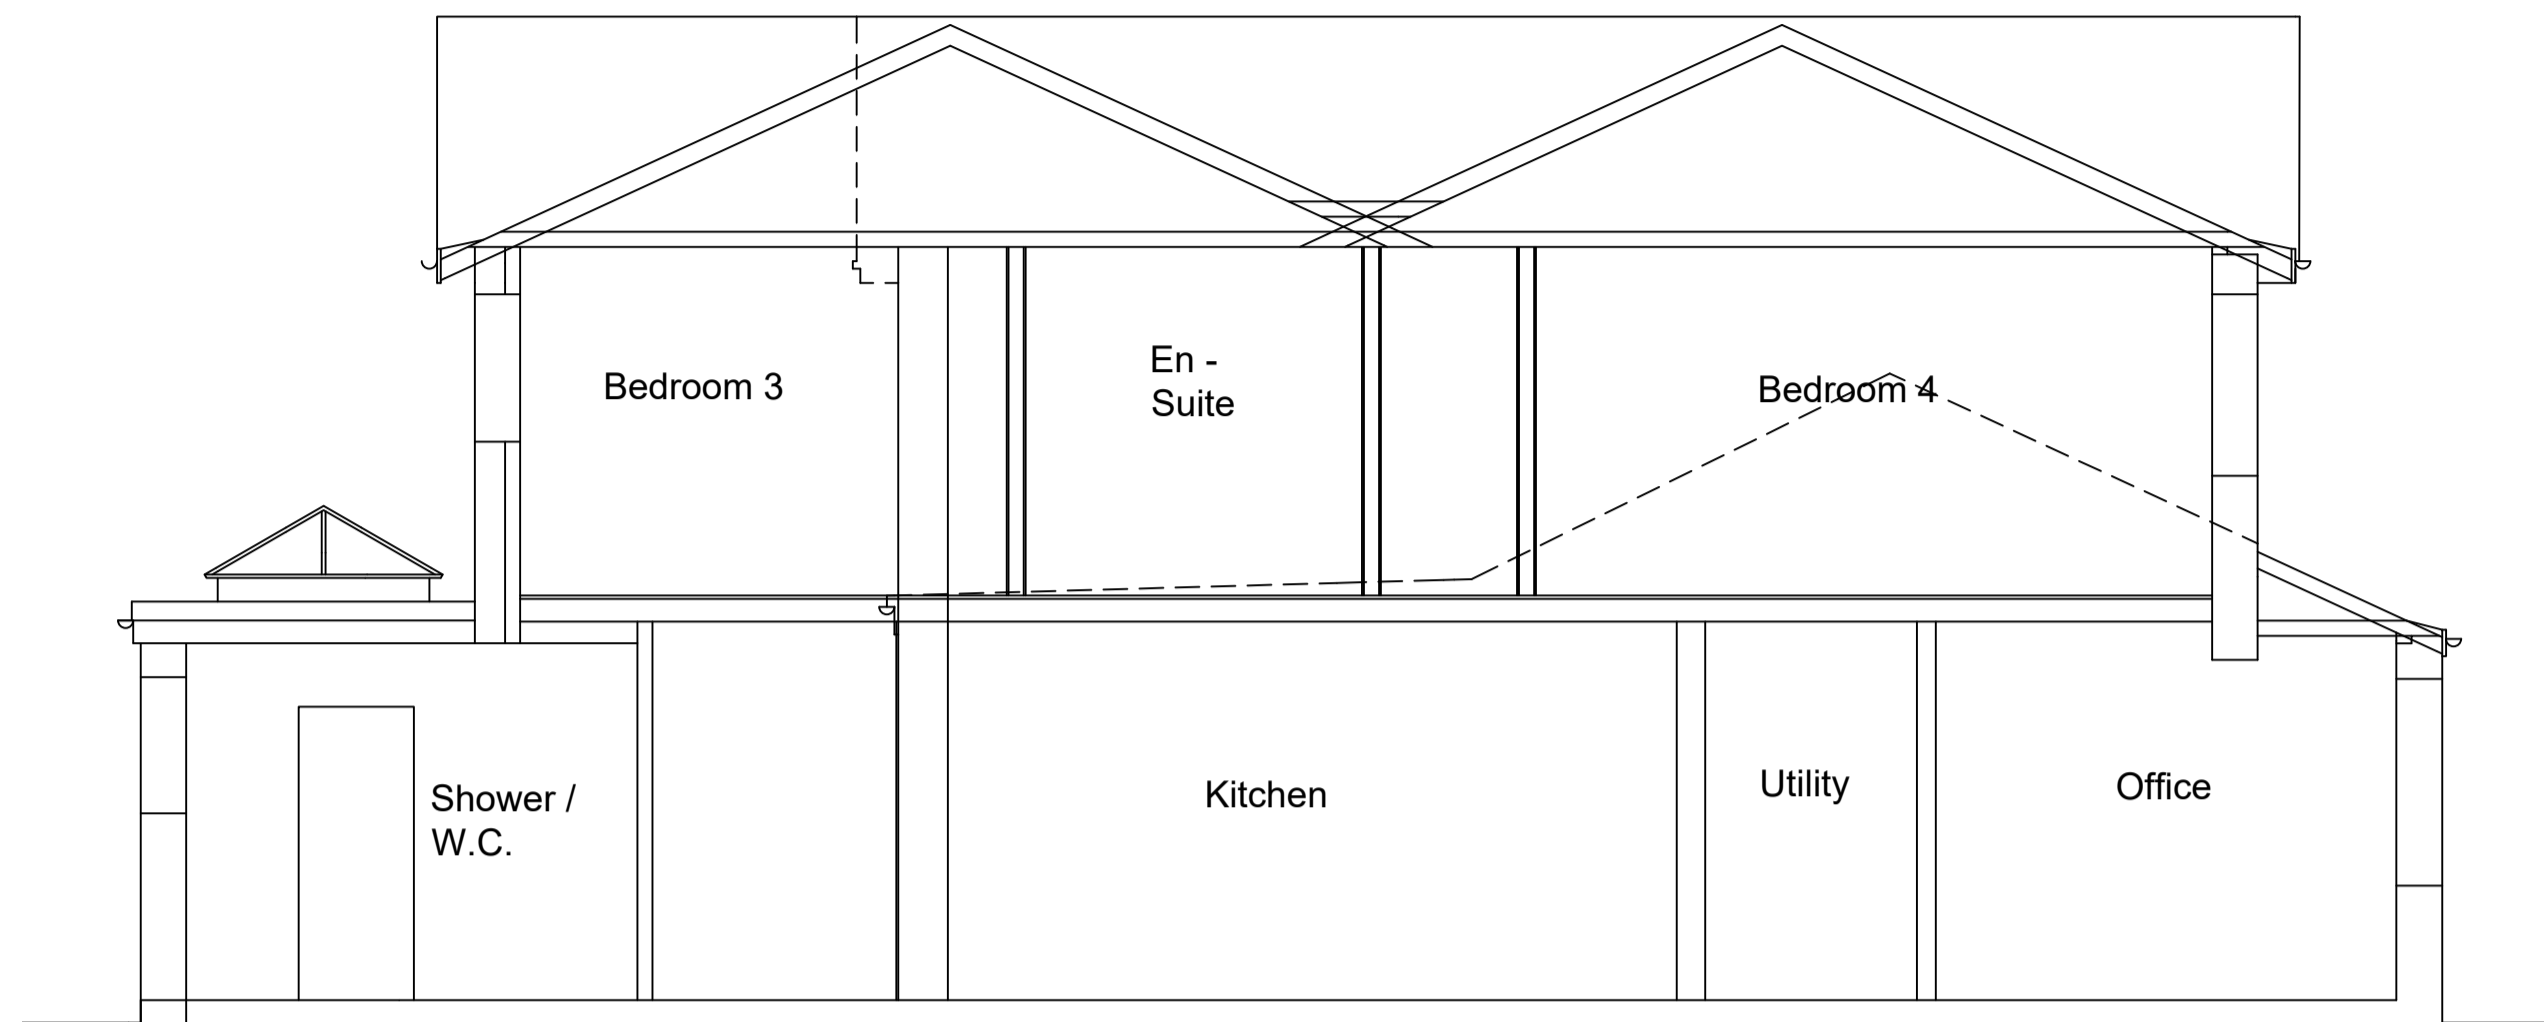 Bedroom 3
En -
Suite
Bedroom 4
Shower /
W.C.
Kitchen
Utility
Office